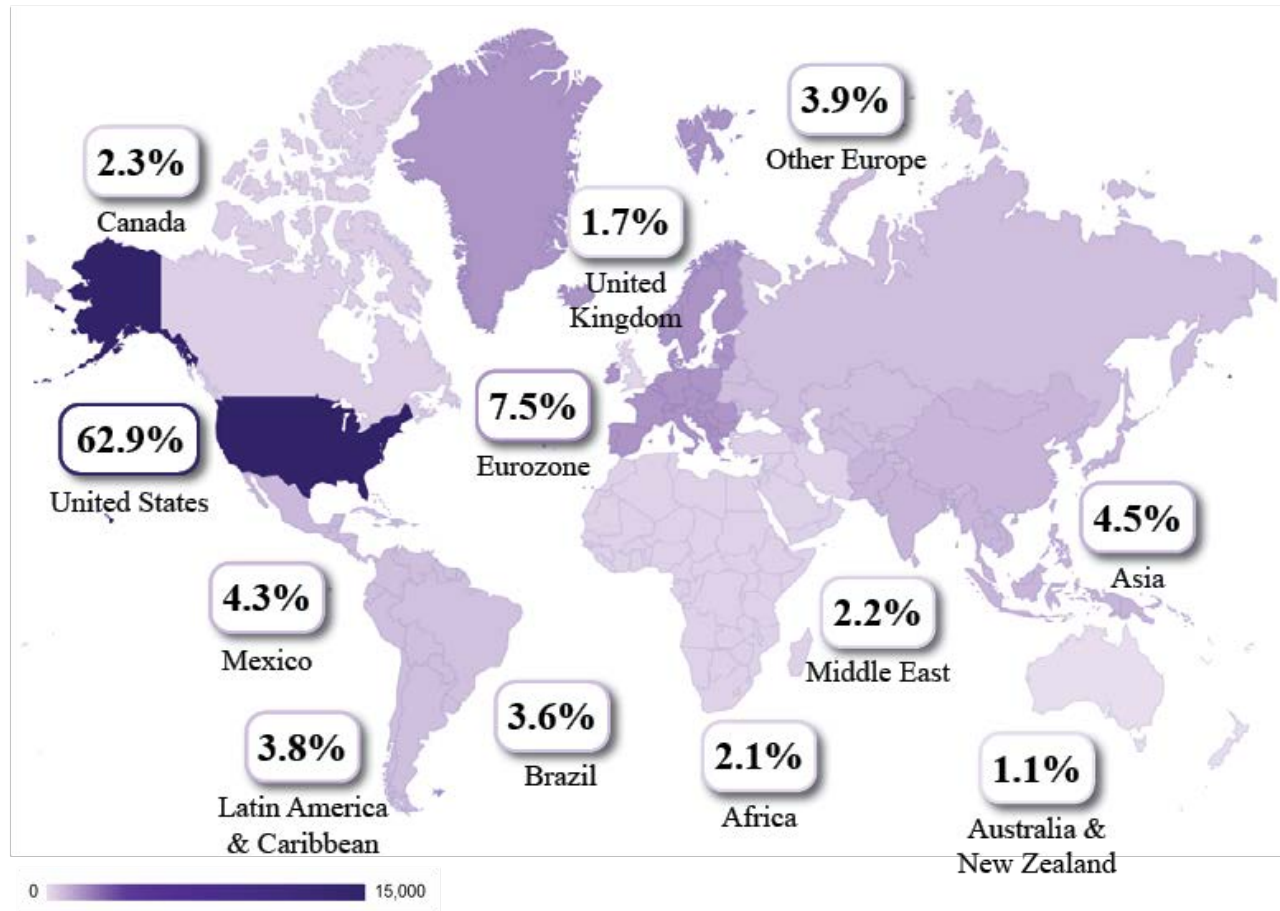 3.9%
Other Europe
2.3%
Canada
1.7%
United
Kingdom
7.5%
Eurozone
62.9%
United States
4.5%
Asia
4.3%
Mexico
2.2%
Middle East
3.6%
Brazil
3.8%
Latin America
& Caribbean
2.1%
Africa
1.1%
Australia &
New Zealand
0 15,000